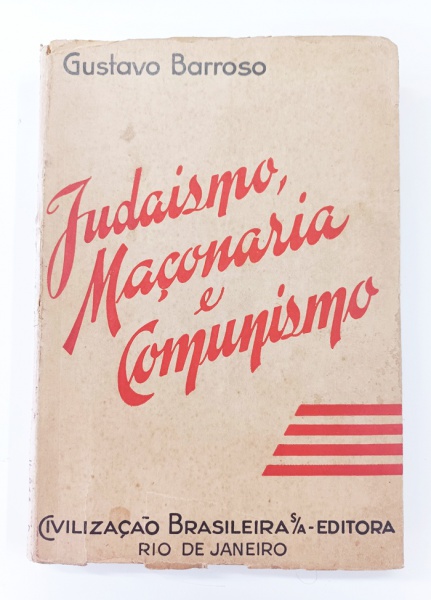 Gustavo Barroso
Judaismo,
Maçonaria
e
Comunismo
CIVILIZAÇÃO BRASILEIRA S/A - EDITORA
RIO DE JANEIRO